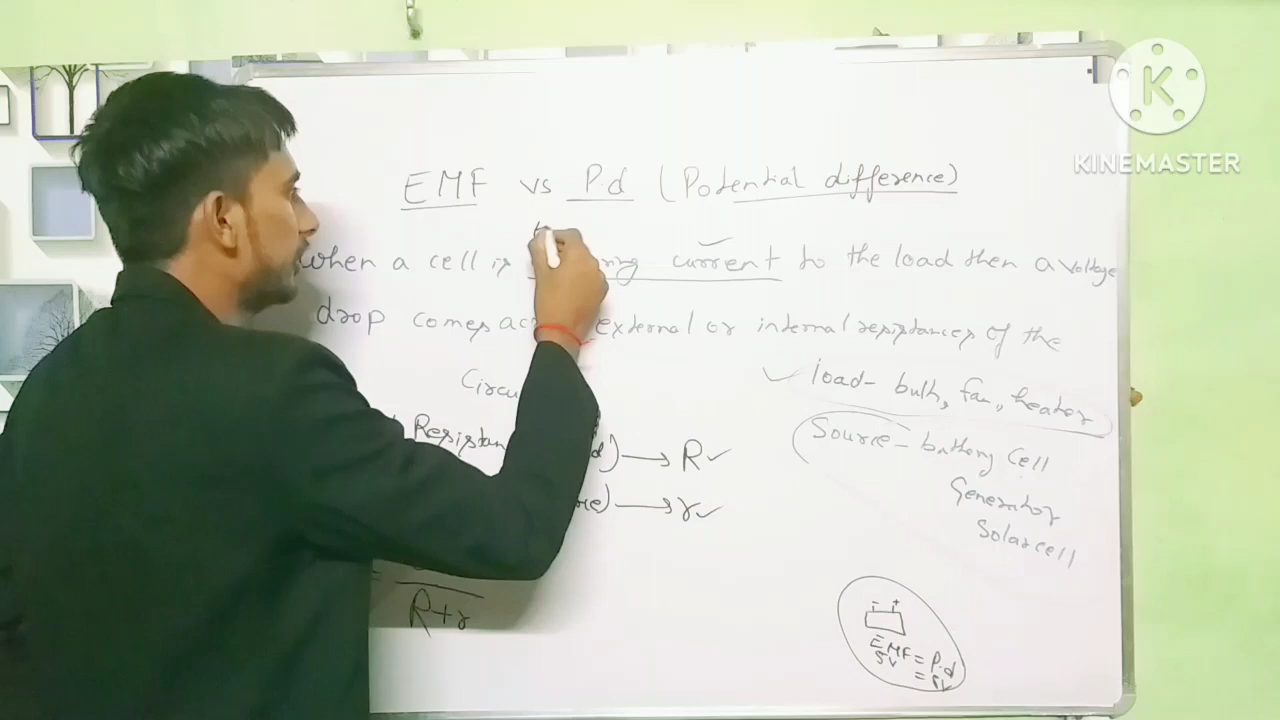 KINEMASTER
EMF vs Pd (Potential difference)
when a cell is current to the load then a voltage
drop comes external or internal resistances of the
load- bulb, fan, heater
Source- battery cell
R
Generator
r
Solar cell
R+r
- +
EMF = P.d
5V = 5V